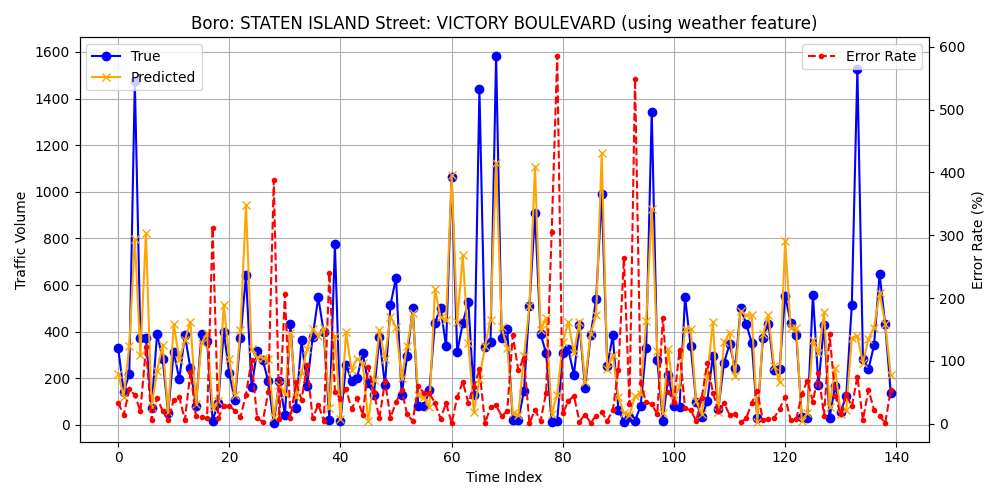 Boro: STATEN ISLAND Street: VICTORY BOULEVARD (using weather feature)
True
Predicted
Error Rate
Traffic Volume
1600
1400
1200
1000
800
600
400
200
0
600
500
400
300
200
100
0
Error Rate (%)
0 20 40 60 80 100 120 140
Time Index